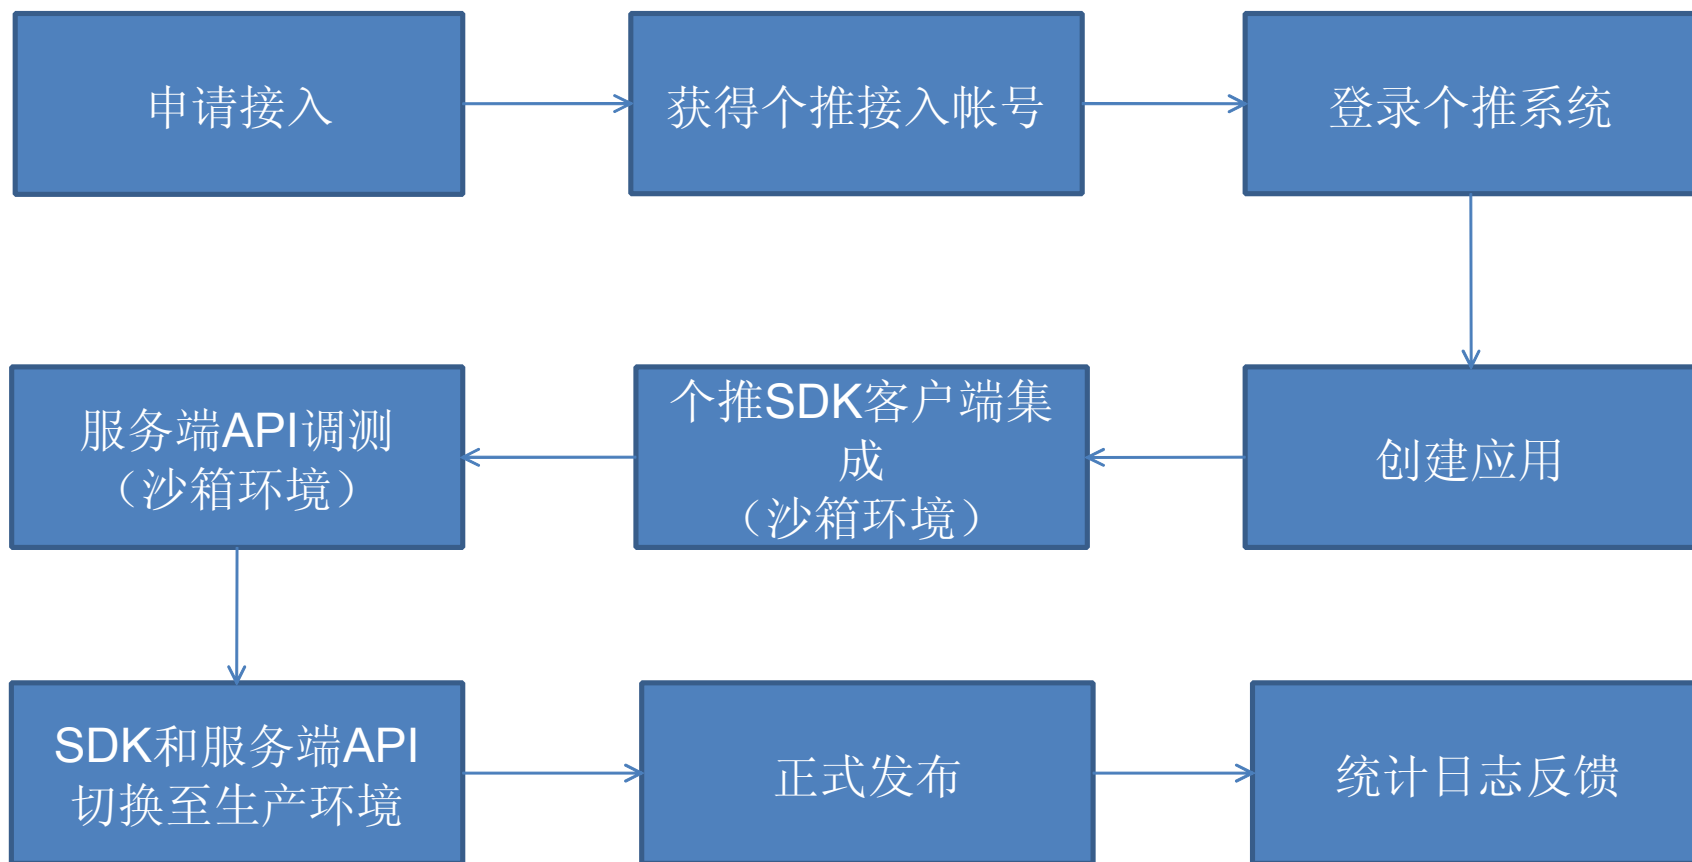 申请接入
获得个推接入帐号
登录个推系统
服务端API调测
（沙箱环境）
个推SDK客户端集
成
（沙箱环境）
创建应用
SDK和服务端API
切换至生产环境
正式发布
统计日志反馈